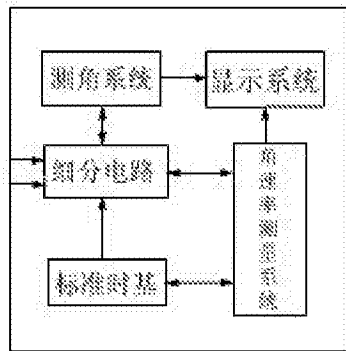 测角系统
显示系统
细分电路
角速率测量系统
标准时基